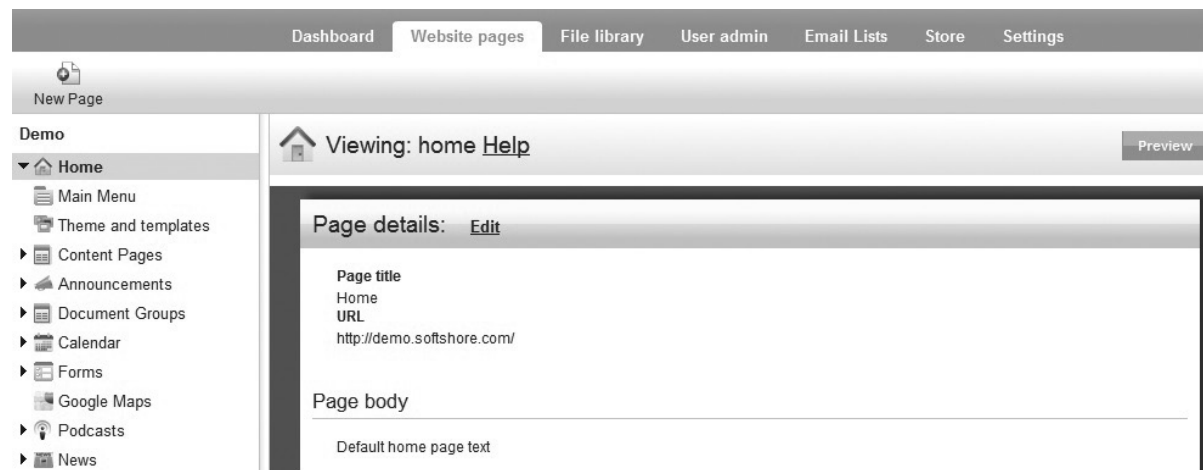 Dashboard Website pages File library User admin Email Lists Store Settings
New Page
Demo
Home
Main Menu
Theme and templates
Content Pages
Announcements
Document Groups
Calendar
Forms
Google Maps
Podcasts
News
Viewing: home Help
Preview
Page details: Edit
Page title
Home
URL
http://demo.softshore.com/
Page body
Default home page text